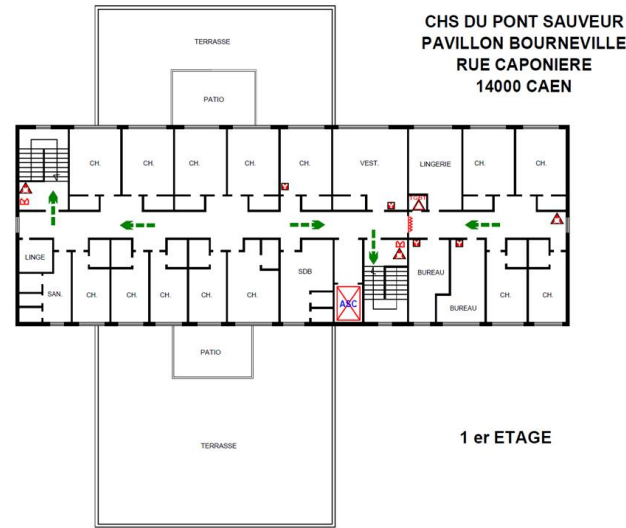 CHS DU PONT SAUVEUR
PAVILLON BOURNEVILLE
RUE CAPONIERE
14000 CAEN
TERRASSE
PATIO
CH.
CH.
CH.
CH.
CH.
VEST.
LINGERIE
CH.
CH.
TGBT
LINGE
SAN.
CH.
CH.
CH.
CH.
CH.
SDB
ASC
BUREAU
BUREAU
CH.
CH.
PATIO
TERRASSE
1 er ETAGE